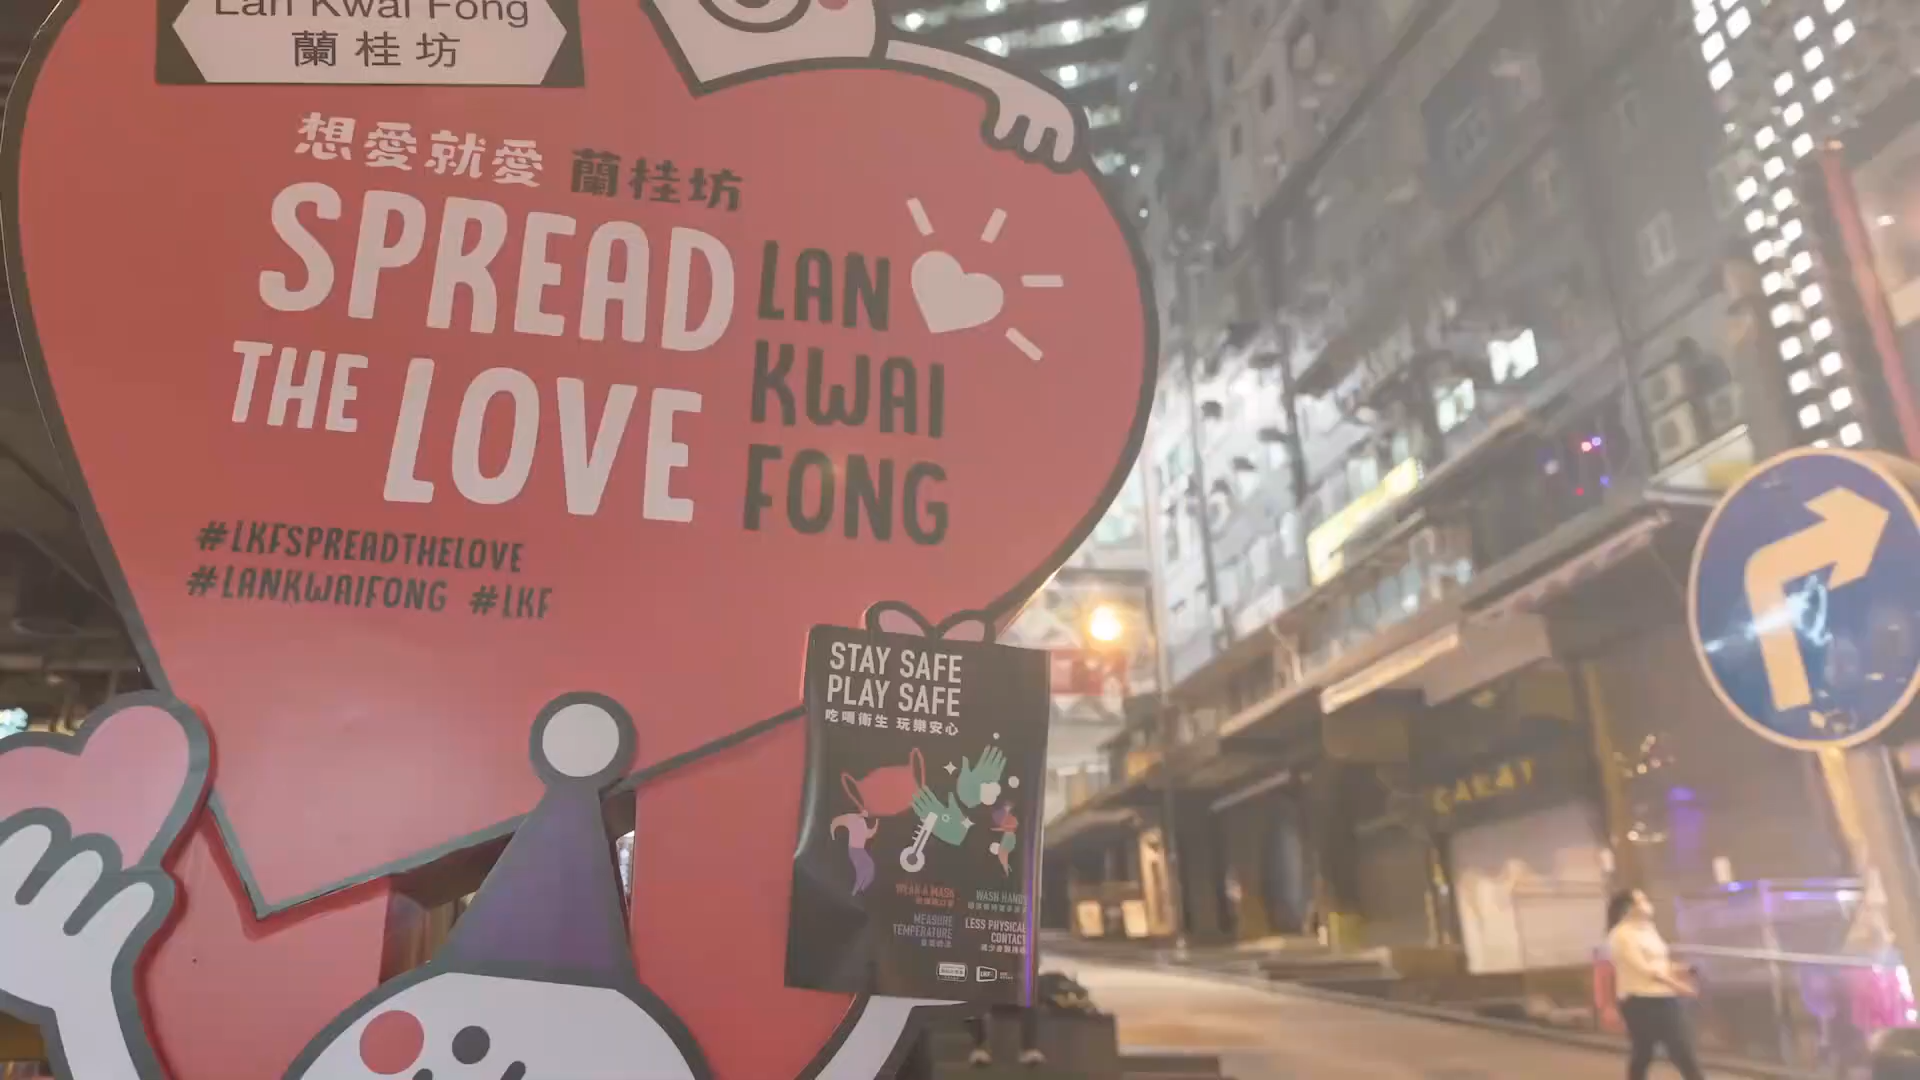 Lan Kwai Fong
蘭桂坊
想愛就愛 蘭桂坊
SPREAD
THE LOVE
LAN
KWAI
FONG
#LKFSPREADTHELOVE
#LANKWAIFONG #LKF
STAY SAFE
PLAY SAFE
吃喝衛生 玩樂安心
WEAR A MASK
WASH HANDS
MEASURE
TEMPERATURE
LESS PHYSICAL
CONTACT